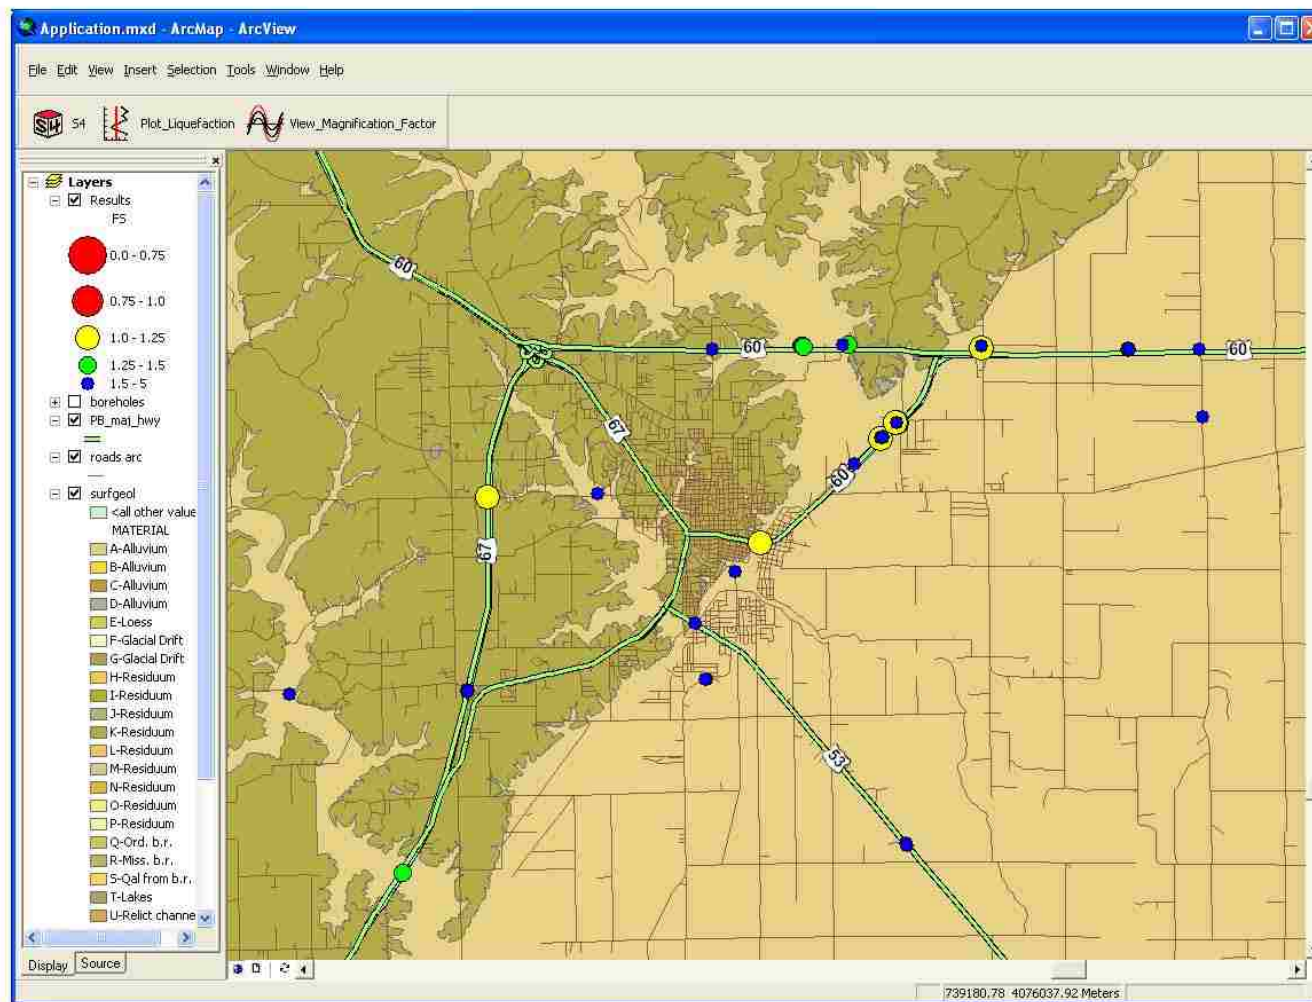 Application.mxd - ArcMap - ArcView
File Edit View Insert Selection Tools Window Help
S4 Plot_Liquefaction View_Magnification_Factor
Layers
Results
FS
0.0 - 0.75
0.75 - 1.0
1.0 - 1.25
1.25 - 1.5
1.5 - 5
boreholes
PB_maj_hwy
roads arc
surfgeol
<all other value
MATERIAL
A-Alluvium
B-Alluvium
C-Alluvium
D-Alluvium
E-Loess
F-Glacial Drift
G-Glacial Drift
H-Residuum
I-Residuum
J-Residuum
K-Residuum
L-Residuum
M-Residuum
N-Residuum
O-Residuum
P-Residuum
Q-Ord. b.r.
R-Miss. b.r.
S-Qal from b.r.
T-Lakes
U-Relict channe
Display Source
60
60
60
67
60
67
53
739180.78 4076037.92 Meters